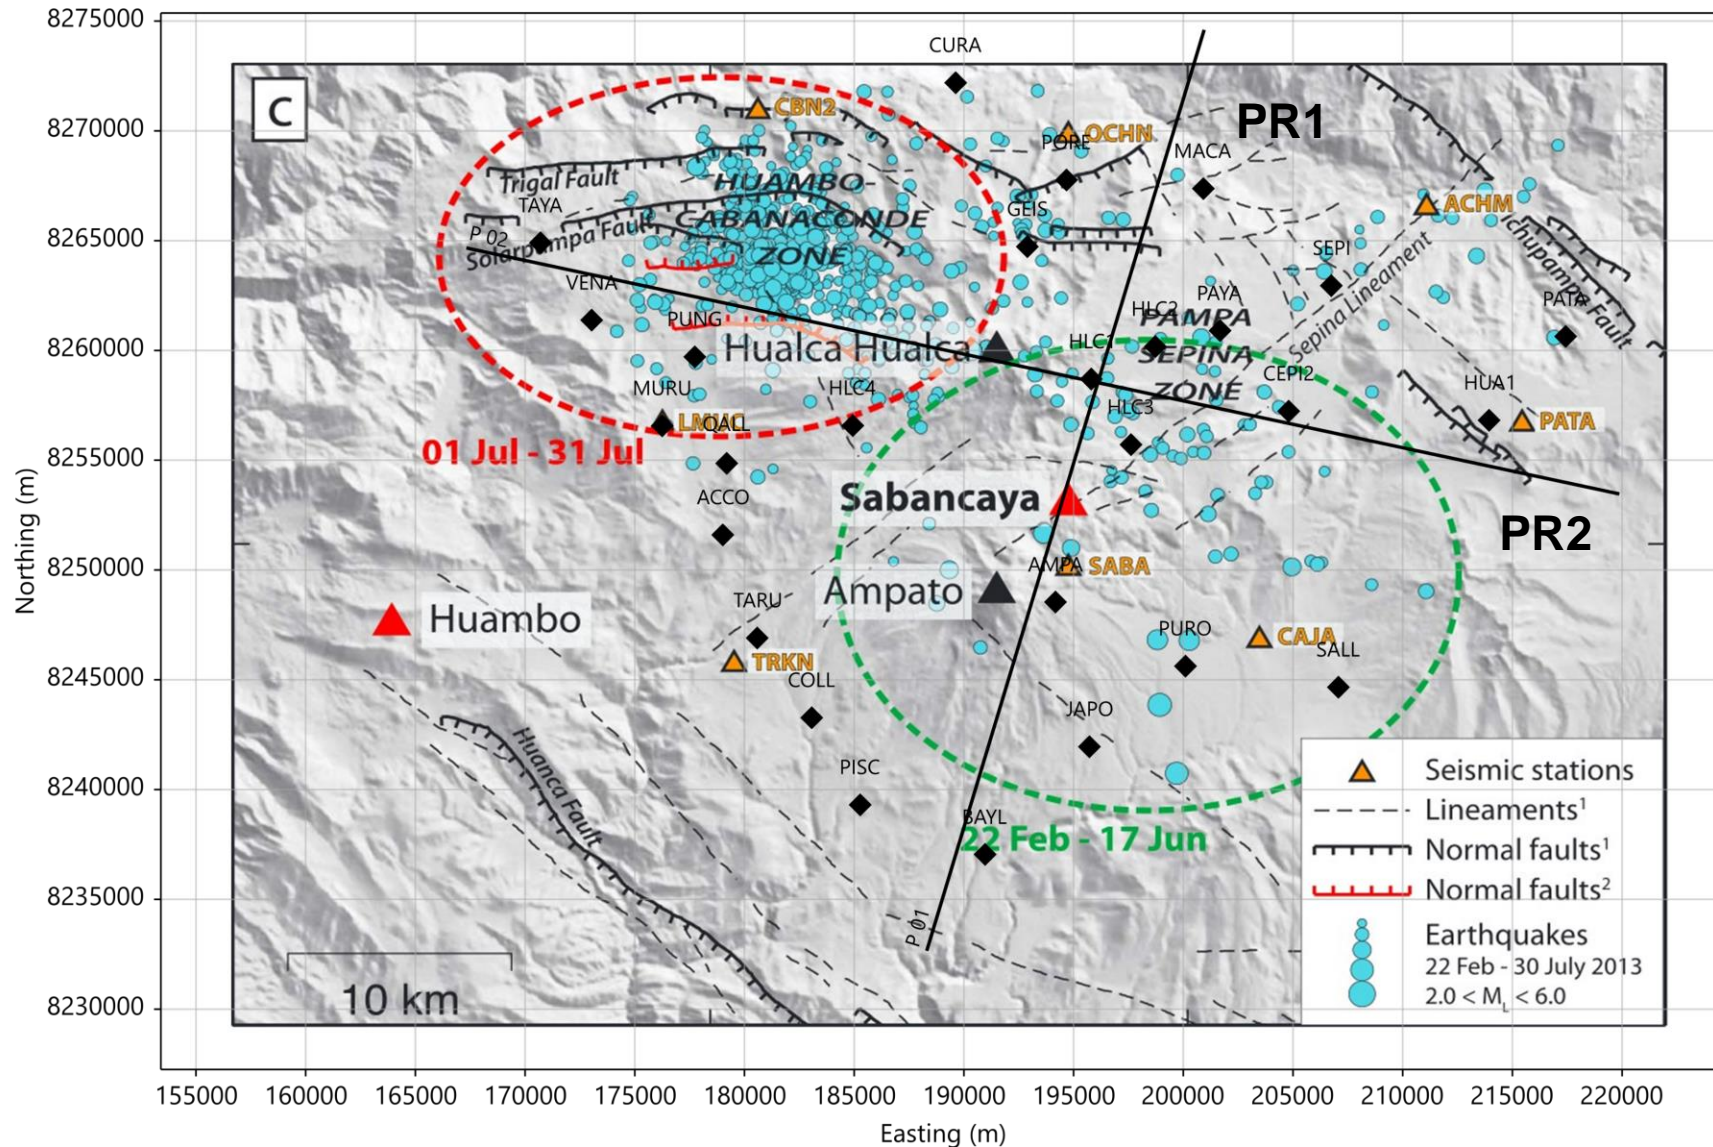 8275000
8270000
8265000
8260000
8255000
8250000
8245000
8240000
8235000
8230000
Northing (m)
C
CURA
CBN2
OCHN
PORE
PR1
MACA
Trigal Fault
HUAMBO-
CABANACONDE
ZONE
TAYA
GEIS
ACHM
P 02
Solarpampa Fault
SEPI
Sepina Lineament
VENA
PAYA
HLC2
PAMPA
SEPINA
ZONE
PATA
PUNG
Hualca Hualca
HLC1
CEPI2
HUA1
MURU
HLC4
HLC3
LMUC
QALL
PATA
01 Jul - 31 Jul
ACCO
Sabancaya
PR2
AMPA
SABA
Ampato
TARU
Huambo
PURO
CAJA
SALL
TRKN
COLL
JAPO
Huanca Fault
PISC
BAYL
22 Feb - 17 Jun
P 01
10 km
Seismic stations
Lineaments¹
Normal faults¹
Normal faults²
Earthquakes
22 Feb - 30 July 2013
2.0 < M_L < 6.0
155000 160000 165000 170000 175000 180000 185000 190000 195000 200000 205000 210000 215000 220000
Easting (m)